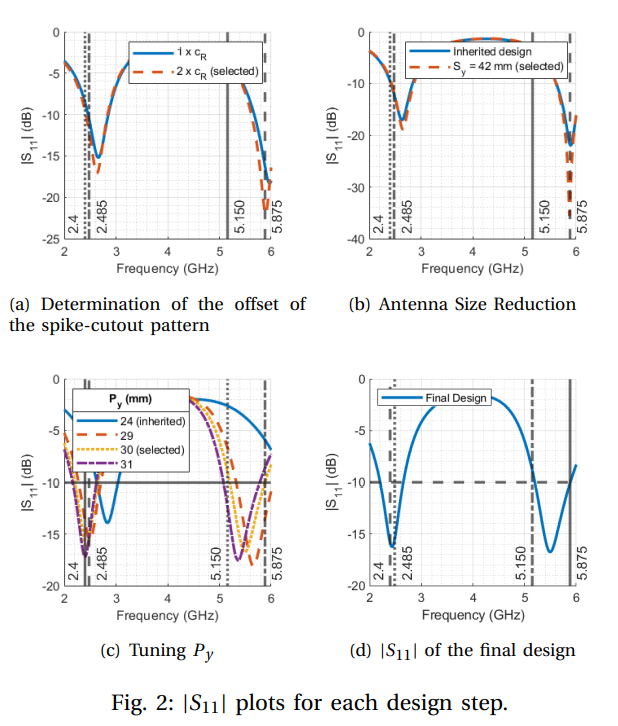 0
-5
-10
-15
-20
-25
|S11| (dB)
1 x cR
2 x cR (selected)
2.4
2.485
5.150
5.875
2 3 4 5 6
Frequency (GHz)
(a) Determination of the offset of
the spike-cutout pattern
0
-10
-20
-30
-40
|S11| (dB)
Inherited design
Sy = 42 mm (selected)
2.4
2.485
5.150
5.875
2 3 4 5 6
Frequency (GHz)
(b) Antenna Size Reduction
0
-5
-10
-15
-20
|S11| (dB)
Py (mm)
24 (inherited)
29
30 (selected)
31
2.4
2.485
5.150
5.875
2 3 4 5 6
Frequency (GHz)
(c) Tuning Py
0
-5
-10
-15
-20
|S11| (dB)
Final Design
2.4
2.485
5.150
5.875
2 3 4 5 6
Frequency (GHz)
(d) |S11| of the final design
Fig. 2: |S11| plots for each design step.